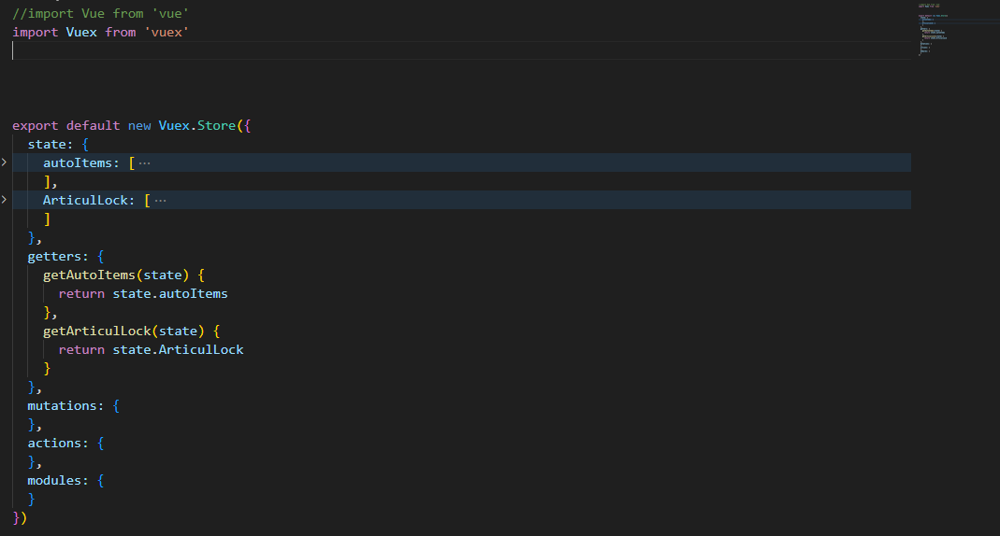 //import Vue from 'vue'
import Vuex from 'vuex'
export default new Vuex.Store({
  state: {
    autoItems: [ ···
    ],
    ArticulLock: [ ···
    ]
  },
  getters: {
    getAutoItems(state) {
      return state.autoItems
    },
    getArticulLock(state) {
      return state.ArticulLock
    }
  },
  mutations: {
  },
  actions: {
  },
  modules: {
  }
})